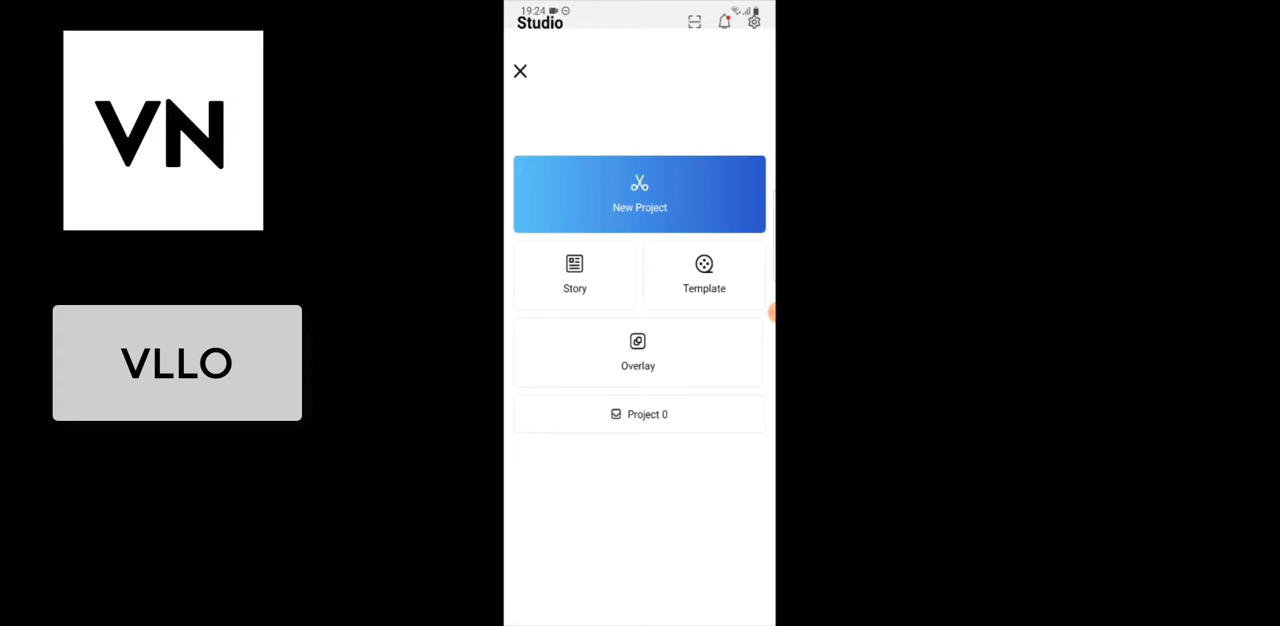 VN
VLLO
19:24
Studio
New Project
Story
Template
Overlay
Project 0